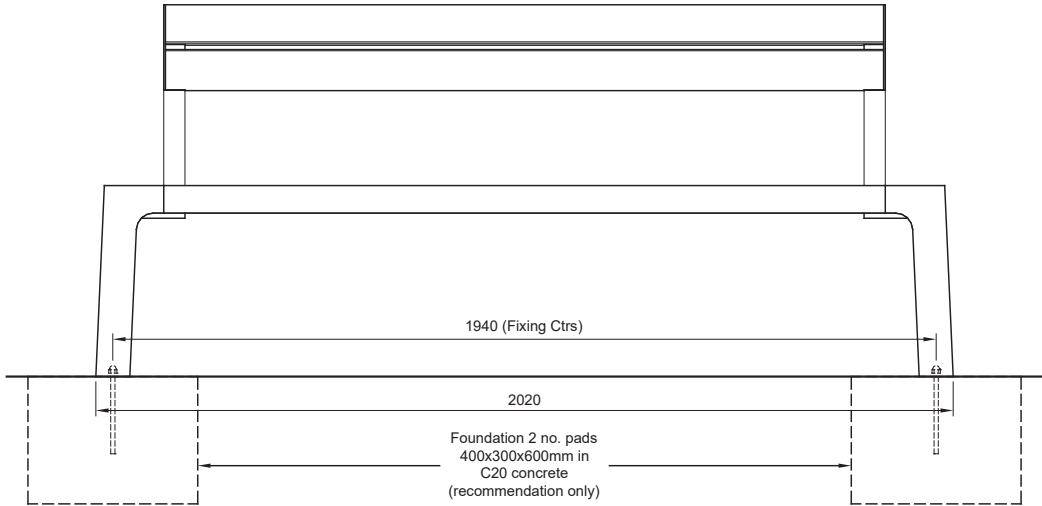 1940 (Fixing Ctrs)
2020
Foundation 2 no. pads
400x300x600mm in
C20 concrete
(recommendation only)